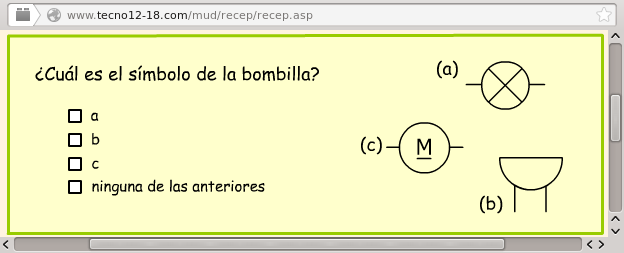 www.tecno12-18.com/mud/recep/recep.asp
¿Cuál es el símbolo de la bombilla?
a
b
c
ninguna de las anteriores
(a)
(c)
M
(b)